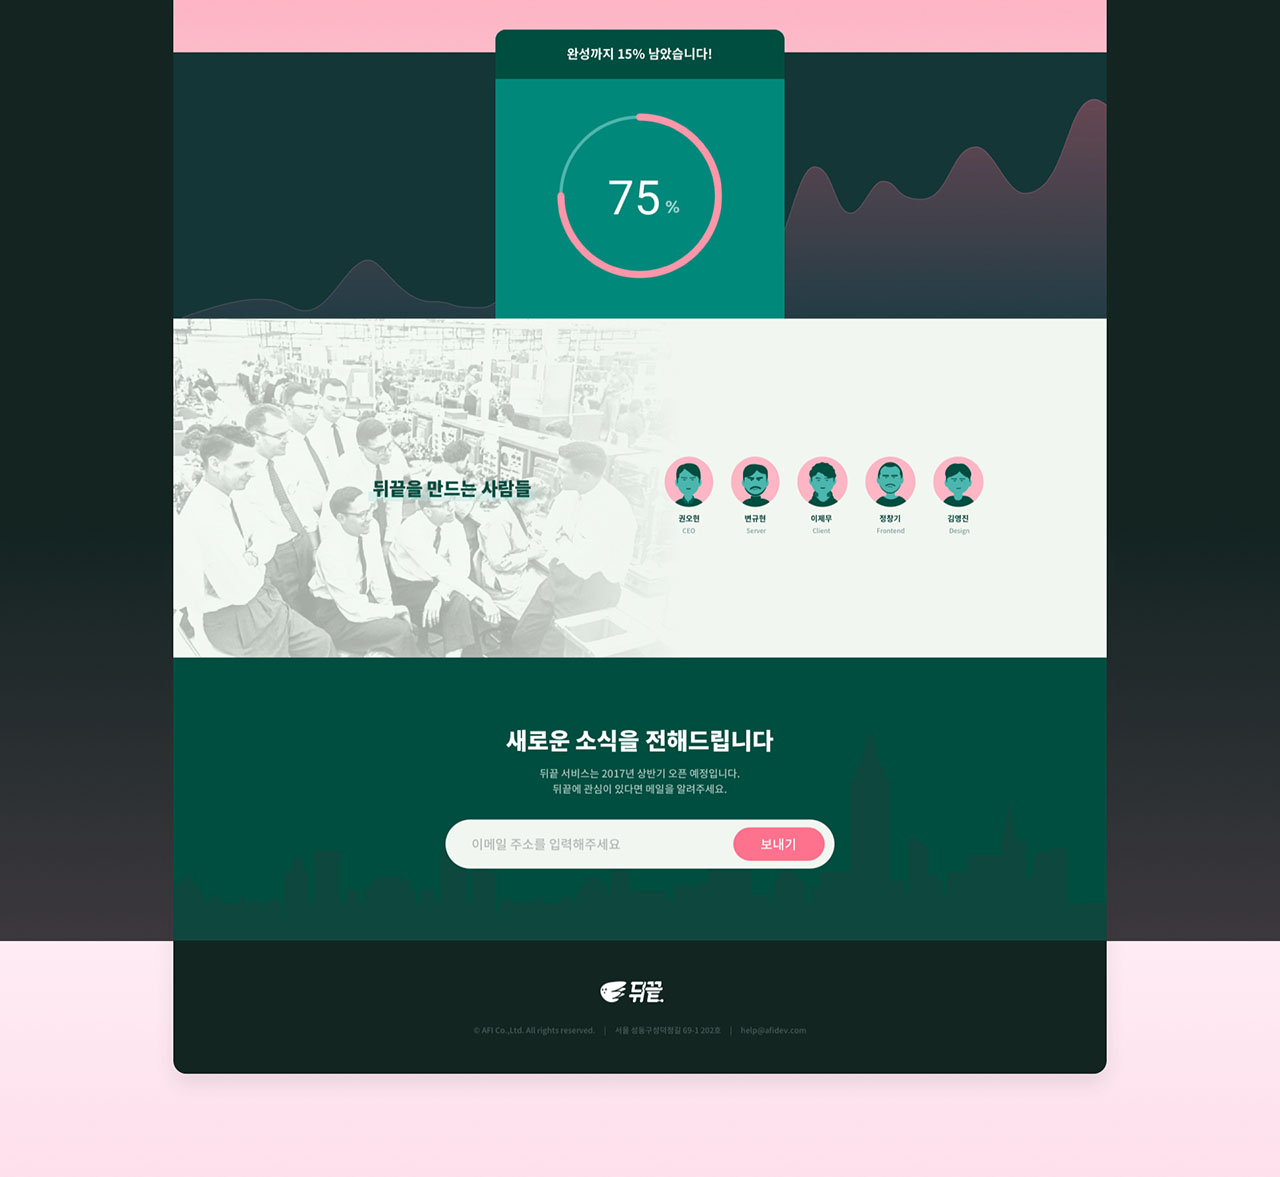 완성까지 15% 남았습니다!
75 %
뒤끝을 만드는 사람들
권오현 변규현 이제무 정창기 김영진
CEO Server Client Frontend Design
새로운 소식을 전해드립니다
뒤끝 서비스는 2017년 상반기 오픈 예정입니다.
뒤끝에 관심이 있다면 메일을 알려주세요.
이메일 주소를 입력해주세요 보내기
뒤끝.
© AFI Co.,Ltd. All rights reserved. | 서울 성동구성덕정길 69-1 202호 | help@afidev.com